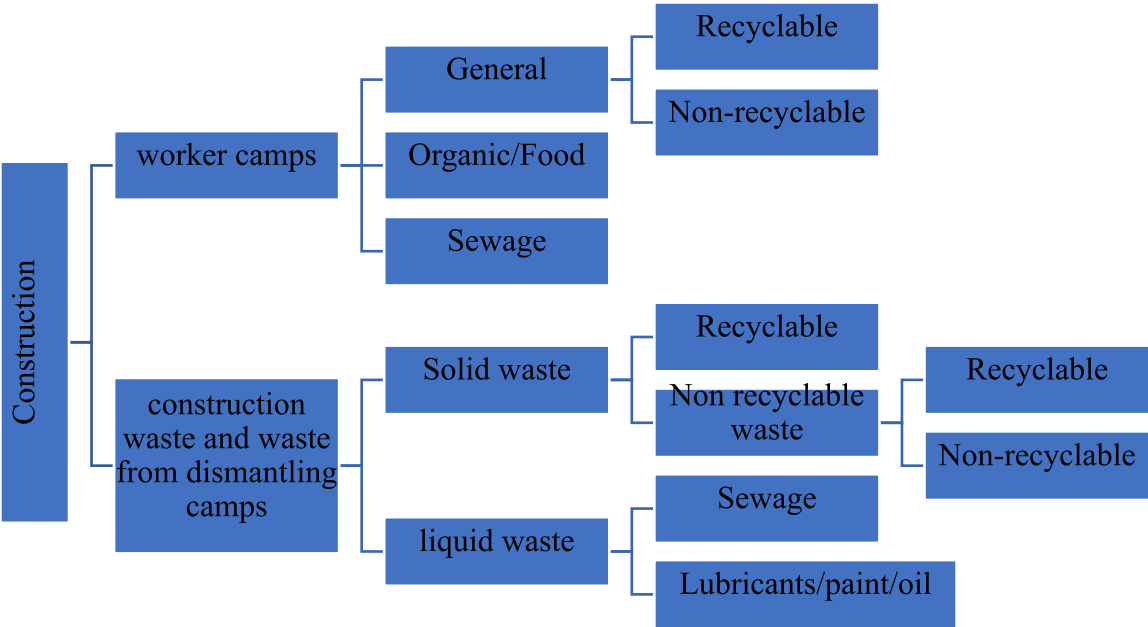 Construction
worker camps
General
Recyclable
Non-recyclable
Organic/Food
Sewage
construction
waste and waste
from dismantling
camps
Solid waste
Recyclable
Non recyclable
waste
Recyclable
Non-recyclable
liquid waste
Sewage
Lubricants/paint/oil